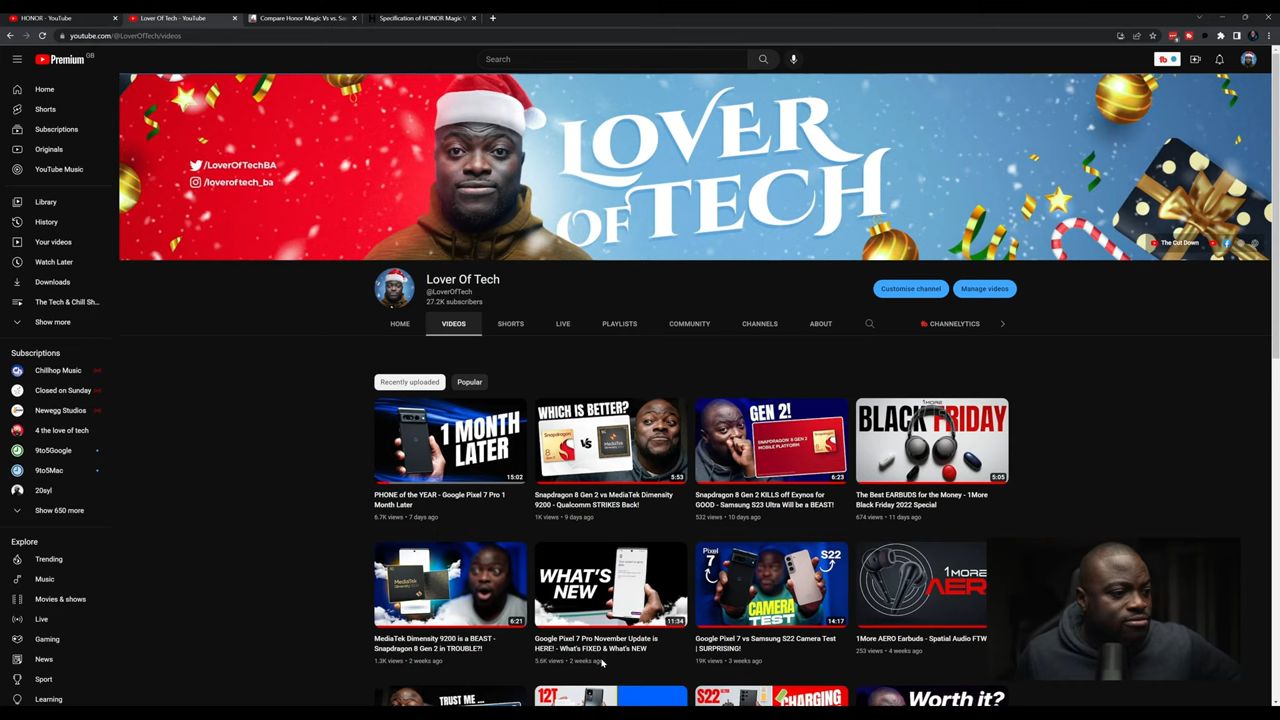 HONOR - YouTube
Lover Of Tech - YouTube
Compare Honor Magic Vs vs. Sa
Specification of HONOR Magic V
youtube.com/@LoverOfTech/videos
Premium
GB
Search
Home
Shorts
Subscriptions
Originals
YouTube Music
Library
History
Your videos
Watch Later
Downloads
The Tech & Chill Sh...
Show more
Subscriptions
Chillhop Music
Closed on Sunday
Newegg Studios
4 the love of tech
9to5Google
9to5Mac
20syl
Show 650 more
Explore
Trending
Music
Movies & shows
Live
Gaming
News
Sport
Learning
/LoverOfTechBA
/loveroftech_ba
LOVER
OF TECH
The Cut Down
Lover Of Tech
@LoverOfTech
27.2K subscribers
Customise channel
Manage videos
HOME
VIDEOS
SHORTS
LIVE
PLAYLISTS
COMMUNITY
CHANNELS
ABOUT
CHANNELYTICS
Recently uploaded
Popular
1 MONTH
LATER
15:02
PHONE of the YEAR - Google Pixel 7 Pro 1
Month Later
6.7K views • 7 days ago
WHICH IS BETTER?
Snapdragon
VS
MediaTek
5:53
Snapdragon 8 Gen 2 vs MediaTek Dimensity
9200 - Qualcomm STRIKES Back!
1K views • 9 days ago
GEN 2!
SNAPDRAGON 8 GEN 2
MOBILE PLATFORM
Snapdragon
6:23
Snapdragon 8 Gen 2 KILLS off Exynos for
GOOD - Samsung S23 Ultra Will be a BEAST!
532 views • 10 days ago
1MORE
BLACK FRIDAY
5:05
The Best EARBUDS for the Money - 1More
Black Friday 2022 Special
674 views • 11 days ago
MediaTek
6:21
MediaTek Dimensity 9200 is a BEAST -
Snapdragon 8 Gen 2 in TROUBLE?!
1.3K views • 2 weeks ago
WHAT'S
NEW
11:34
Google Pixel 7 Pro November Update is
HERE! - What's FIXED & What's NEW
5.6K views • 2 weeks ago
Pixel
7
S22
CAMERA
TEST
14:17
Google Pixel 7 vs Samsung S22 Camera Test
| SURPRISING!
19K views • 3 weeks ago
1MORE
AER
1More AERO Earbuds - Spatial Audio FTW
253 views • 4 weeks ago
TRUST ME...
12T
S22
CHARGING
Worth it?